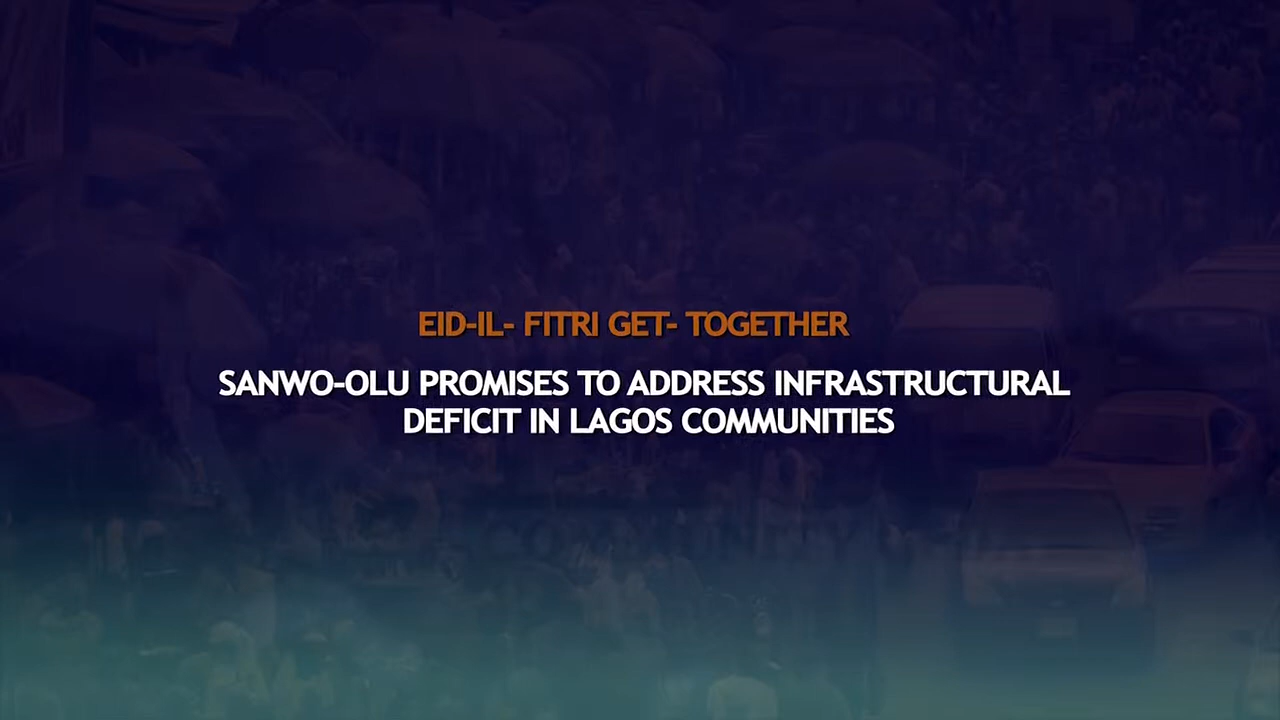 EID-IL- FITRI GET- TOGETHER
SANWO-OLU PROMISES TO ADDRESS INFRASTRUCTURAL
DEFICIT IN LAGOS COMMUNITIES